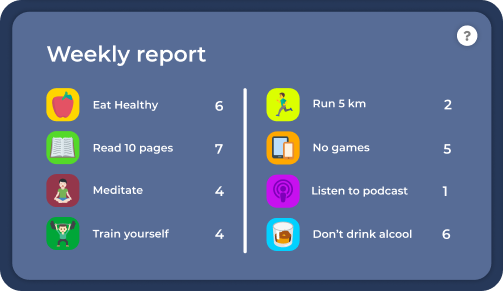 Weekly report
?
Eat Healthy 6
Read 10 pages 7
Meditate 4
Train yourself 4
Run 5 km 2
No games 5
Listen to podcast 1
Don't drink alcool 6